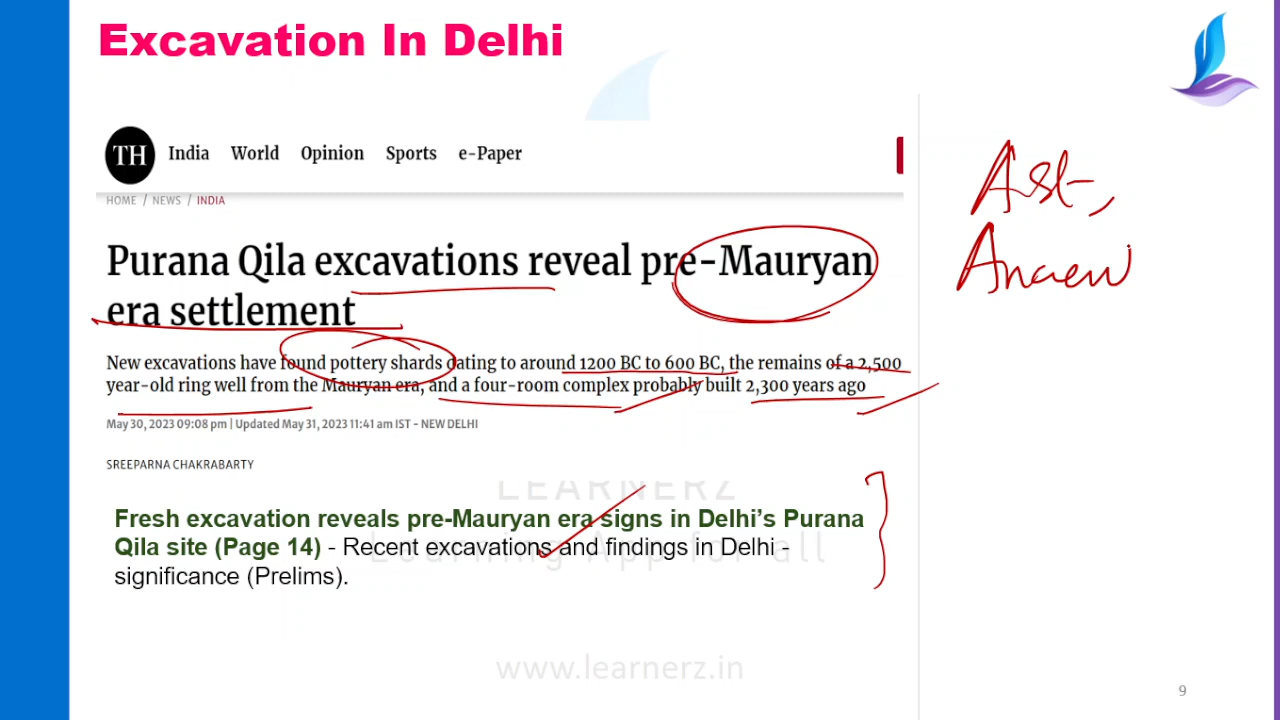 Excavation In Delhi
TH India World Opinion Sports e-Paper
HOME / NEWS / INDIA
Purana Qila excavations reveal pre-Mauryan
era settlement
New excavations have found pottery shards dating to around 1200 BC to 600 BC, the remains of a 2,500
year-old ring well from the Mauryan era, and a four-room complex probably built 2,300 years ago
May 30, 2023 09:08 pm | Updated May 31, 2023 11:41 am IST - NEW DELHI
SREEPARNA CHAKRABARTY
LEARNERZ
Fresh excavation reveals pre-Mauryan era signs in Delhi's Purana
Qila site (Page 14) - Recent excavations and findings in Delhi -
significance (Prelims).
Learning App for all
www.learnerz.in
9